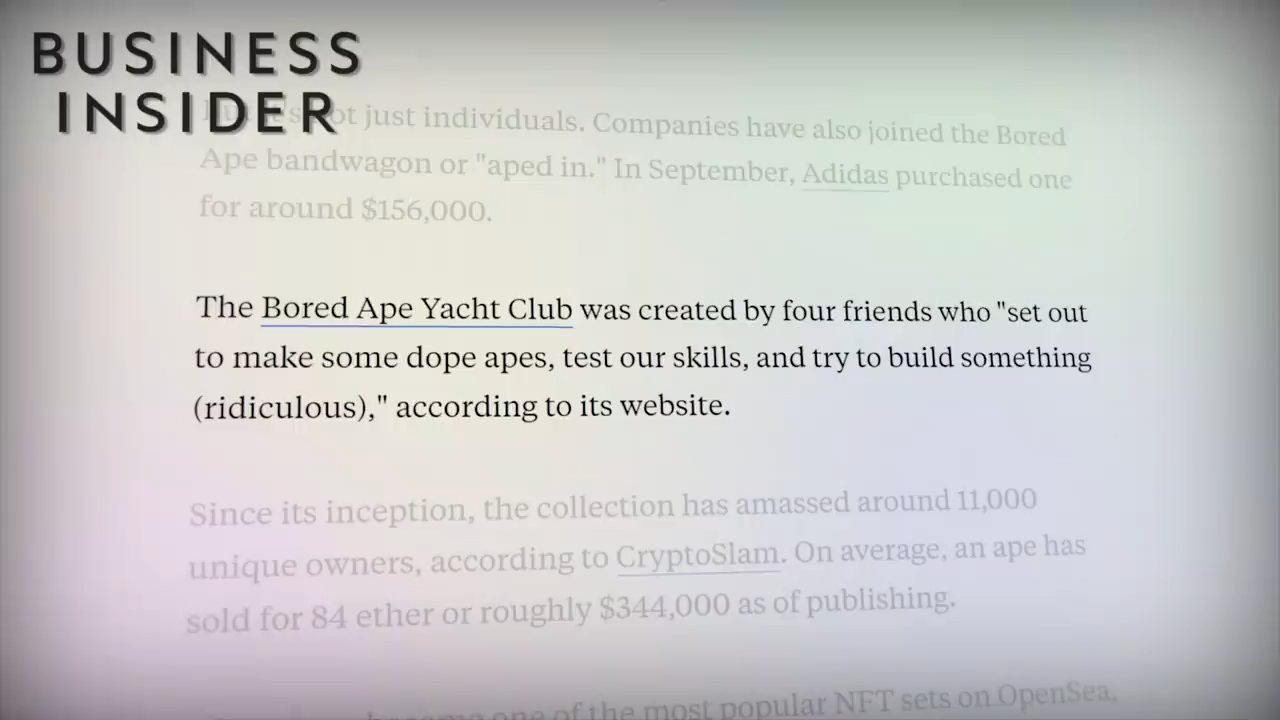 BUSINESS
INSIDER
not just individuals. Companies have also joined the Bored
Ape bandwagon or "aped in." In September, Adidas purchased one
for around $156,000.
The Bored Ape Yacht Club was created by four friends who "set out
to make some dope apes, test our skills, and try to build something
(ridiculous)," according to its website.
Since its inception, the collection has amassed around 11,000
unique owners, according to CryptoSlam. On average, an ape has
sold for 84 ether or roughly $344,000 as of publishing.
one of the most popular NFT sets on OpenSea,